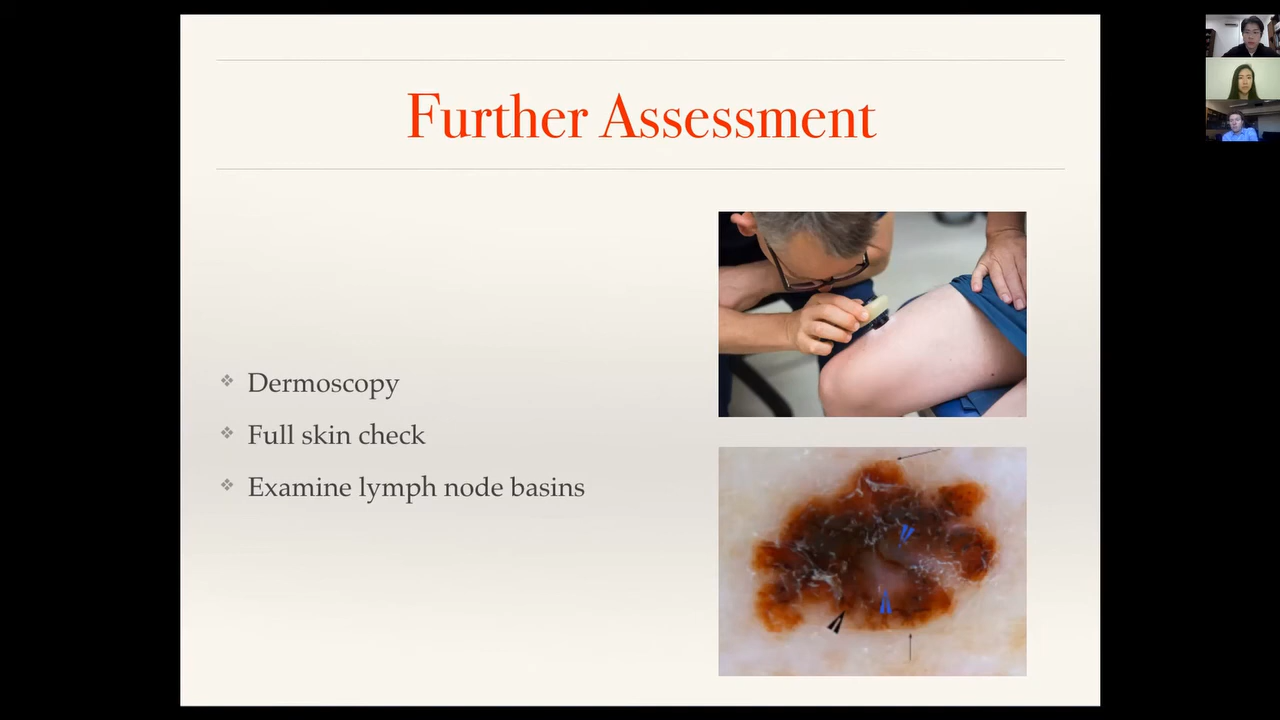 Further Assessment
Dermoscopy
Full skin check
Examine lymph node basins